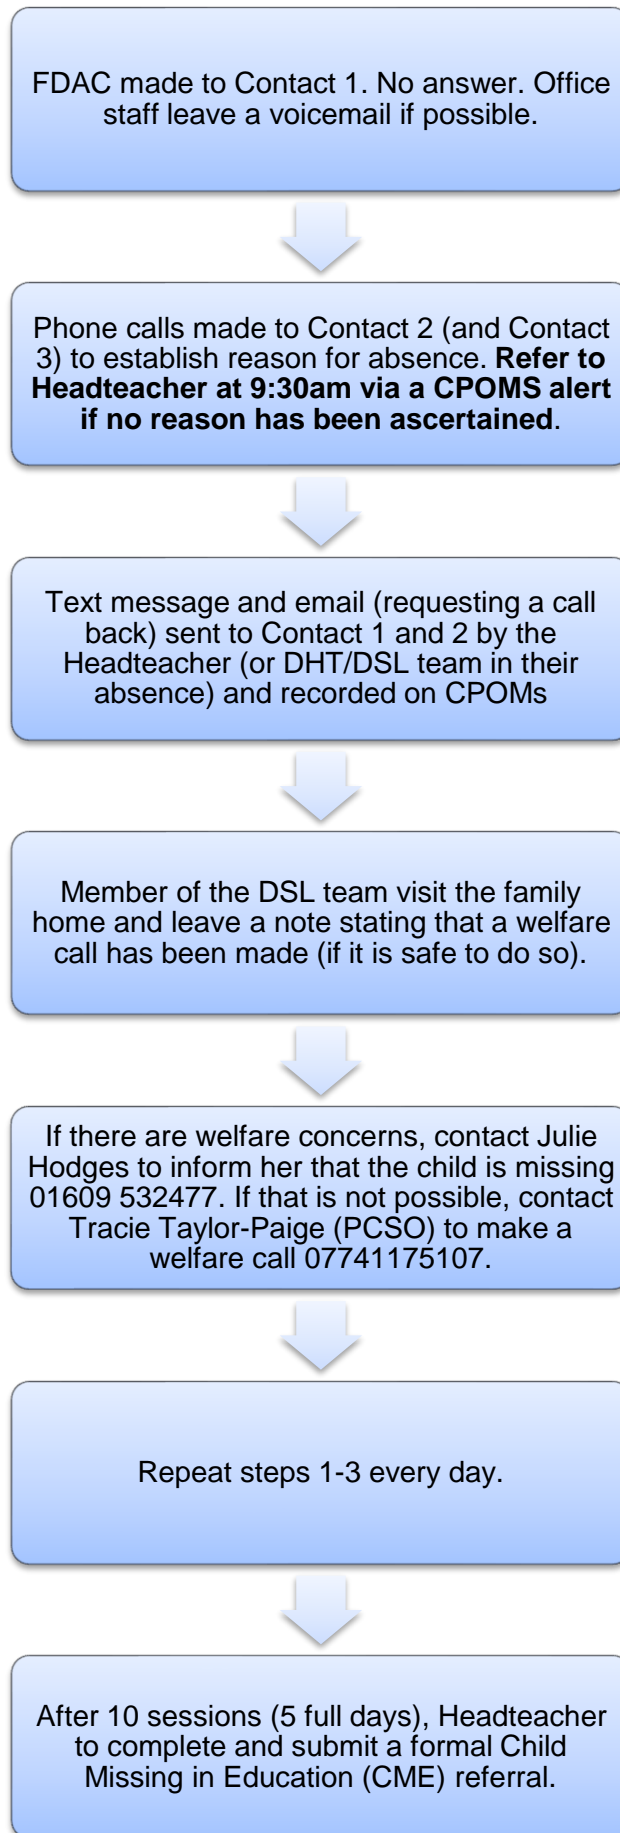 FDAC made to Contact 1. No answer. Office
staff leave a voicemail if possible.
Phone calls made to Contact 2 (and Contact
3) to establish reason for absence. Refer to
Headteacher at 9:30am via a CPOMS alert
if no reason has been ascertained.
Text message and email (requesting a call
back) sent to Contact 1 and 2 by the
Headteacher (or DHT/DSL team in their
absence) and recorded on CPOMs
Member of the DSL team visit the family
home and leave a note stating that a welfare
call has been made (if it is safe to do so).
If there are welfare concerns, contact Julie
Hodges to inform her that the child is missing
01609 532477. If that is not possible, contact
Tracie Taylor-Paige (PCSO) to make a
welfare call 07741175107.
Repeat steps 1-3 every day.
After 10 sessions (5 full days), Headteacher
to complete and submit a formal Child
Missing in Education (CME) referral.